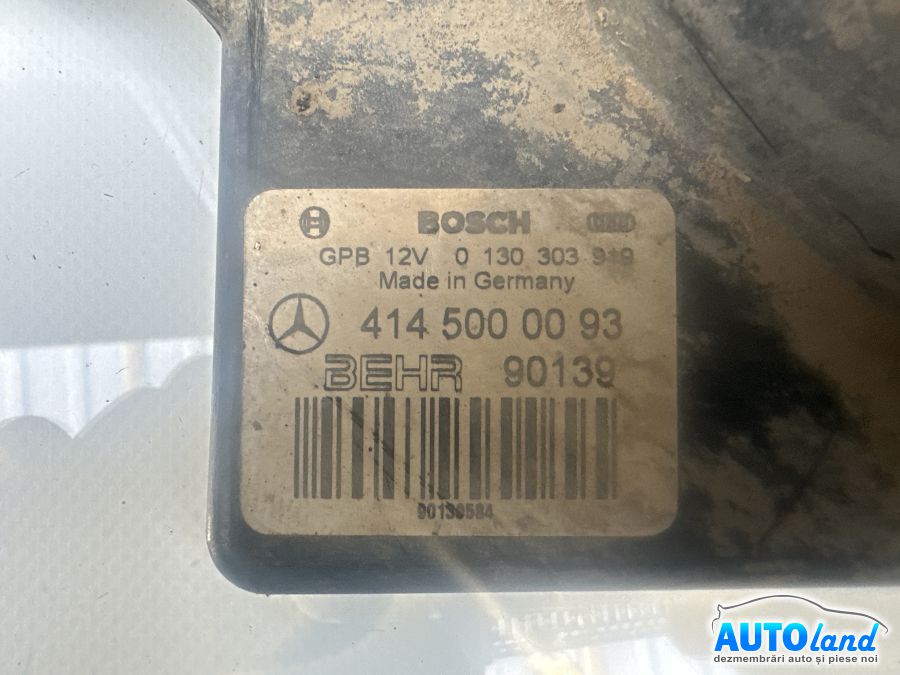 BOSCH
GPB 12V 0 130 303 919
Made in Germany
414 500 00 93
BEHR 90139
90139584
AUTOland
dezmembrări auto și piese noi